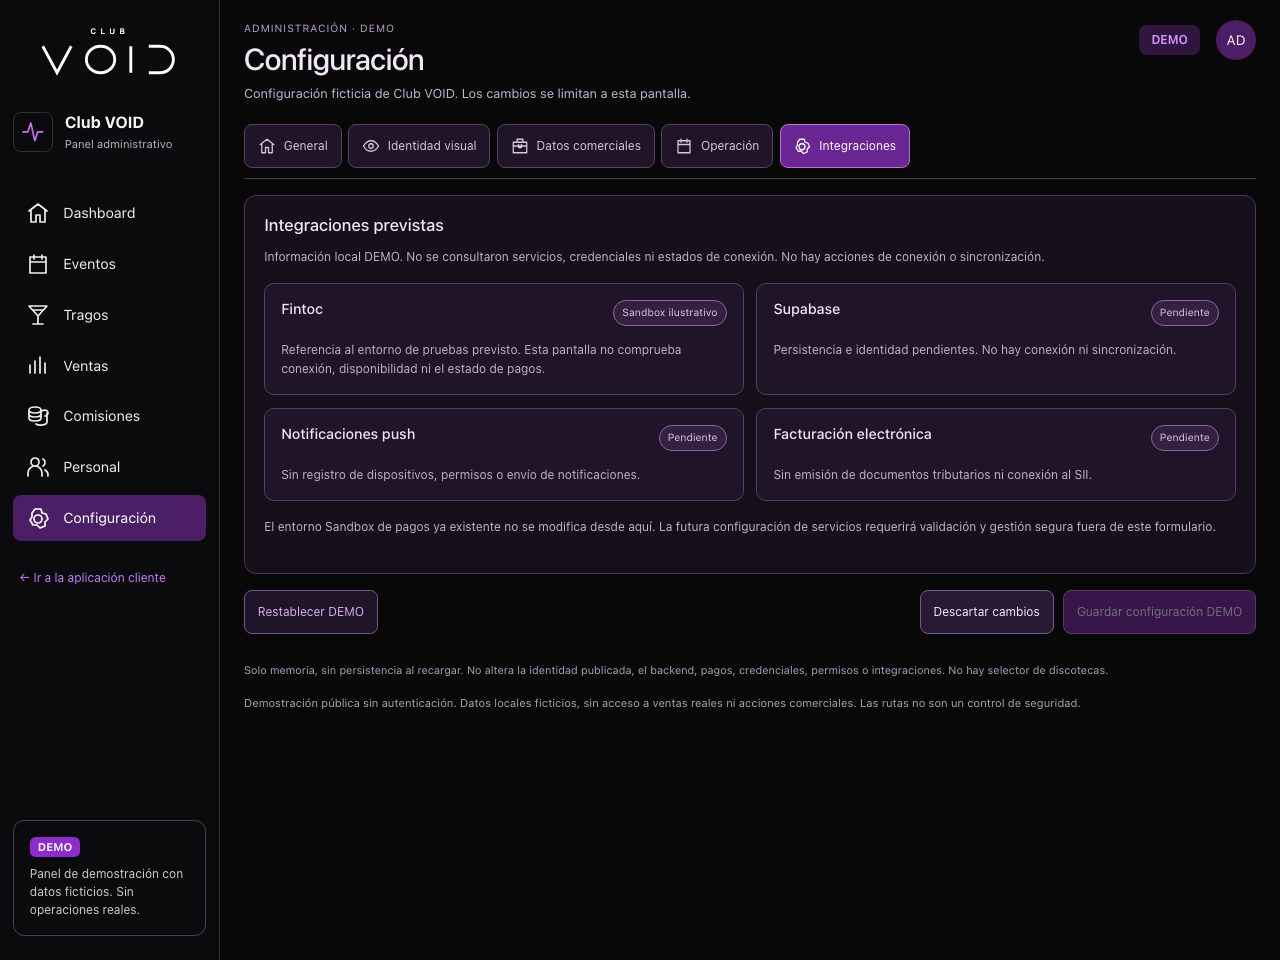 CLUB
VOID
Club VOID
Panel administrativo
Dashboard
Eventos
Tragos
Ventas
Comisiones
Personal
Configuración
← Ir a la aplicación cliente
DEMO
Panel de demostración con
datos ficticios. Sin
operaciones reales.
ADMINISTRACIÓN · DEMO
Configuración
Configuración ficticia de Club VOID. Los cambios se limitan a esta pantalla.
DEMO
AD
General
Identidad visual
Datos comerciales
Operación
Integraciones
Integraciones previstas
Información local DEMO. No se consultaron servicios, credenciales ni estados de conexión. No hay acciones de conexión o sincronización.
Fintoc
Sandbox ilustrativo
Referencia al entorno de pruebas previsto. Esta pantalla no comprueba
conexión, disponibilidad ni el estado de pagos.
Supabase
Pendiente
Persistencia e identidad pendientes. No hay conexión ni sincronización.
Notificaciones push
Pendiente
Sin registro de dispositivos, permisos o envío de notificaciones.
Facturación electrónica
Pendiente
Sin emisión de documentos tributarios ni conexión al SII.
El entorno Sandbox de pagos ya existente no se modifica desde aquí. La futura configuración de servicios requerirá validación y gestión segura fuera de este formulario.
Restablecer DEMO
Descartar cambios
Guardar configuración DEMO
Solo memoria, sin persistencia al recargar. No altera la identidad publicada, el backend, pagos, credenciales, permisos o integraciones. No hay selector de discotecas.
Demostración pública sin autenticación. Datos locales ficticios, sin acceso a ventas reales ni acciones comerciales. Las rutas no son un control de seguridad.